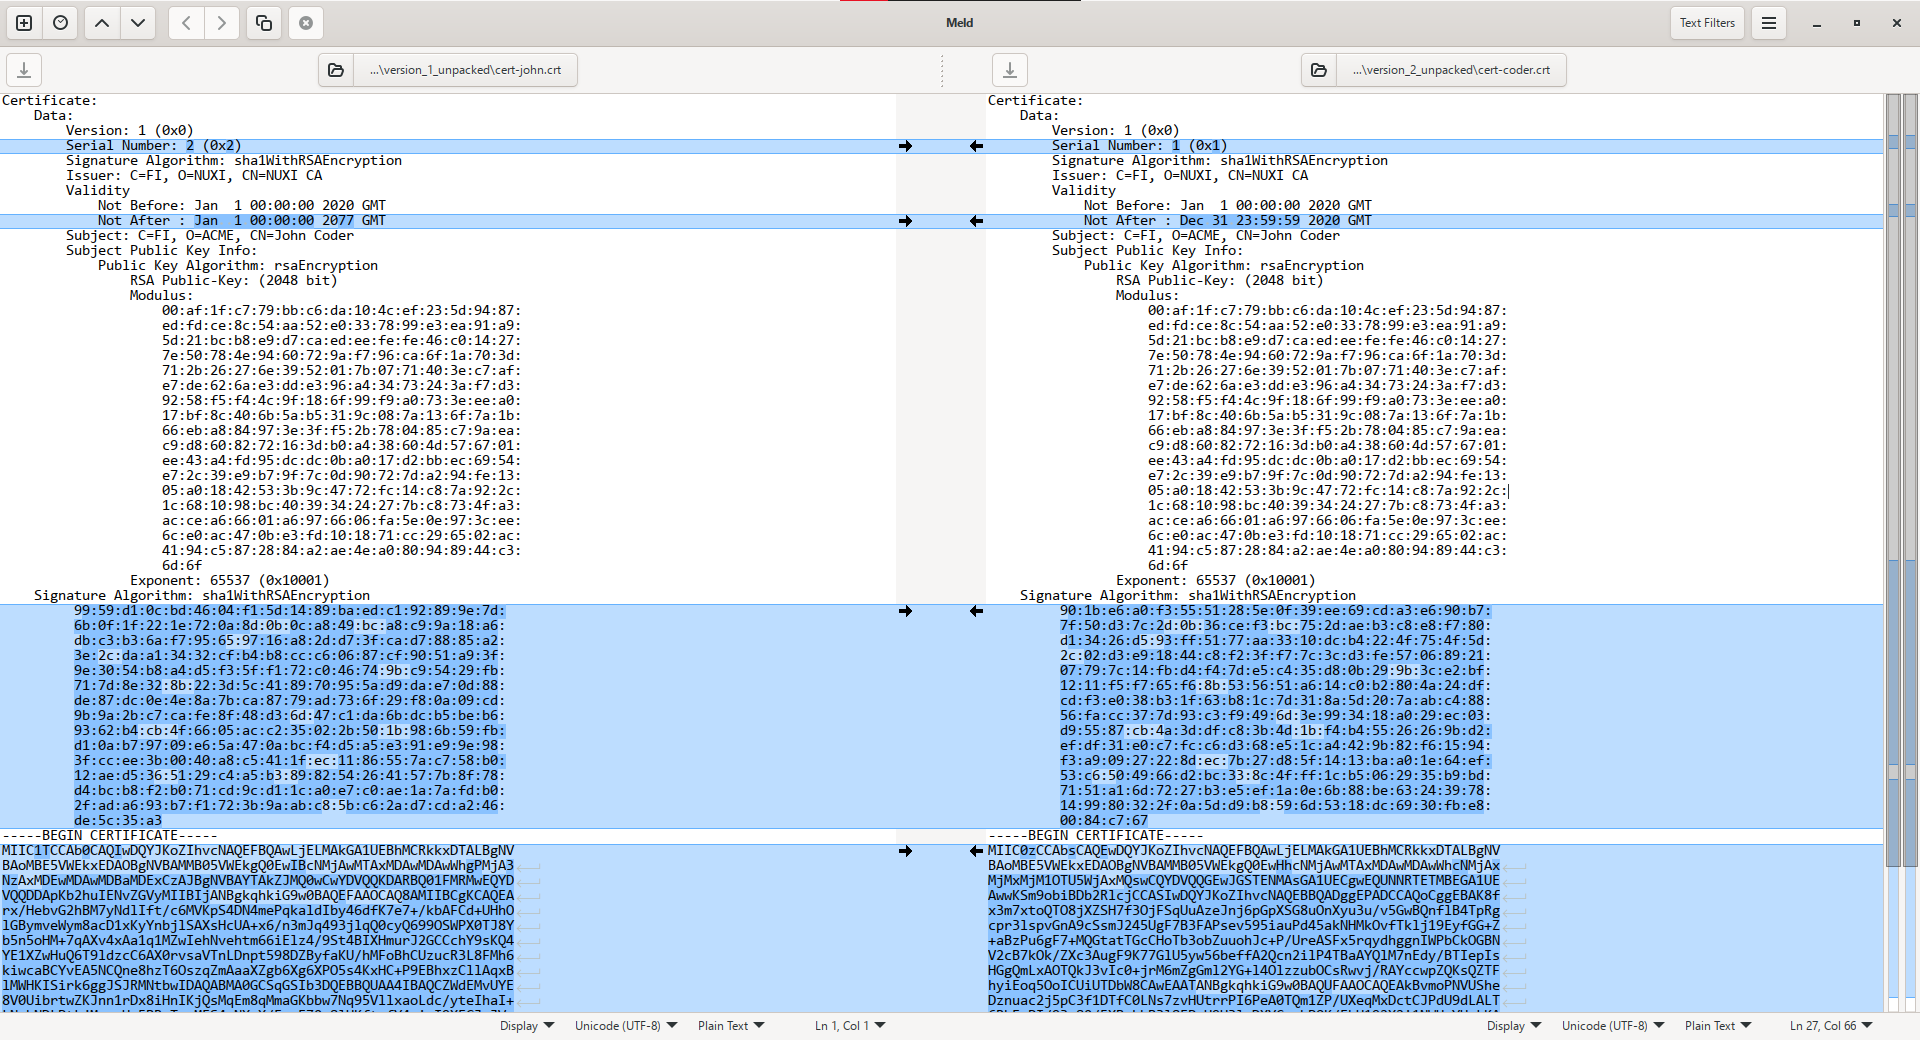 Meld
Text Filters
...\version_1_unpacked\cert-john.crt
...\version_2_unpacked\cert-coder.crt
Certificate:
Data:
Version: 1 (0x0)
Serial Number: 2 (0x2)
Signature Algorithm: sha1WithRSAEncryption
Issuer: C=FI, O=NUXI, CN=NUXI CA
Validity
Not Before: Jan  1 00:00:00 2020 GMT
Not After : Jan  1 00:00:00 2077 GMT
Subject: C=FI, O=ACME, CN=John Coder
Subject Public Key Info:
Public Key Algorithm: rsaEncryption
RSA Public-Key: (2048 bit)
Modulus:
00:af:1f:c7:79:bb:c6:da:10:4c:ef:23:5d:94:87:
ed:fd:ce:8c:54:aa:52:e0:33:78:99:e3:ea:91:a9:
5d:21:bc:b8:e9:d7:ca:ed:ee:fe:fe:46:c0:14:27:
7e:50:78:4e:94:60:72:9a:f7:96:ca:6f:1a:70:3d:
71:2b:26:27:6e:39:52:01:7b:07:71:40:3e:c7:af:
e7:de:62:6a:e3:dd:e3:96:a4:34:73:24:3a:f7:d3:
92:58:f5:f4:4c:9f:18:6f:99:f9:a0:73:3e:ee:a0:
17:bf:8c:40:6b:5a:b5:31:9c:08:7a:13:6f:7a:1b:
66:eb:a8:84:97:3e:3f:f5:2b:78:04:85:c7:9a:ea:
c9:d8:60:82:72:16:3d:b0:a4:38:60:4d:57:67:01:
ee:43:a4:fd:95:dc:dc:0b:a0:17:d2:bb:ec:69:54:
e7:2c:39:e9:b7:9f:7c:0d:90:72:7d:a2:94:fe:13:
05:a0:18:42:53:3b:9c:47:72:fc:14:c8:7a:92:2c:
1c:68:10:98:bc:40:39:34:24:27:7b:c8:73:4f:a3:
ac:ce:a6:66:01:a6:97:66:06:fa:5e:0e:97:3c:ee:
6c:e0:ac:47:0b:e3:fd:10:18:71:cc:29:65:02:ac:
41:94:c5:87:28:84:a2:ae:4e:a0:80:94:89:44:c3:
6d:6f
Exponent: 65537 (0x10001)
Signature Algorithm: sha1WithRSAEncryption
99:59:d1:0c:bd:46:04:f1:5d:14:89:ba:ed:c1:92:89:9e:7d:
6b:0f:1f:22:1e:72:0a:8d:0b:0c:a8:49:bc:a8:c9:9a:18:a6:
db:c3:b3:6a:f7:95:65:97:16:a8:2d:d7:3f:ca:d7:88:85:a2:
3e:2c:da:a1:34:32:cf:b4:b8:cc:c6:06:87:cf:90:51:a9:3f:
9e:30:54:b8:a4:d5:f3:5f:f1:72:c0:46:74:9b:c9:54:29:fb:
71:7d:8e:32:8b:22:3d:5c:41:89:70:95:5a:d9:da:e7:0d:88:
de:87:dc:0e:4e:8a:7b:ca:87:79:ad:73:6f:29:f8:0a:09:cd:
9b:9a:2b:c7:ca:fe:8f:48:d3:6d:47:c1:da:6b:dc:b5:be:b6:
93:62:b4:cb:4f:66:05:ac:c2:35:02:2b:50:1b:98:6b:59:fb:
d1:0a:b7:97:09:e6:5a:47:0a:bc:f4:d5:a5:e3:91:e9:9e:98:
3f:cc:ee:3b:00:40:a8:c5:41:1f:ec:11:86:55:7a:c7:58:b0:
12:ae:d5:36:51:29:c4:a5:b3:89:82:54:26:41:57:7b:8f:78:
d4:bc:b8:f2:b0:71:cd:9c:d1:1c:a0:e7:c0:ae:1a:7a:fd:b0:
2f:ad:a6:93:b7:f1:72:3b:9a:ab:c8:5b:c6:2a:d7:cd:a2:46:
de:5c:35:a3
-----BEGIN CERTIFICATE-----
Certificate:
Data:
Version: 1 (0x0)
Serial Number: 1 (0x1)
Signature Algorithm: sha1WithRSAEncryption
Issuer: C=FI, O=NUXI, CN=NUXI CA
Validity
Not Before: Jan  1 00:00:00 2020 GMT
Not After : Dec 31 23:59:59 2020 GMT
Subject: C=FI, O=ACME, CN=John Coder
Subject Public Key Info:
Public Key Algorithm: rsaEncryption
RSA Public-Key: (2048 bit)
Modulus:
00:af:1f:c7:79:bb:c6:da:10:4c:ef:23:5d:94:87:
ed:fd:ce:8c:54:aa:52:e0:33:78:99:e3:ea:91:a9:
5d:21:bc:b8:e9:d7:ca:ed:ee:fe:fe:46:c0:14:27:
7e:50:78:4e:94:60:72:9a:f7:96:ca:6f:1a:70:3d:
71:2b:26:27:6e:39:52:01:7b:07:71:40:3e:c7:af:
e7:de:62:6a:e3:dd:e3:96:a4:34:73:24:3a:f7:d3:
92:58:f5:f4:4c:9f:18:6f:99:f9:a0:73:3e:ee:a0:
17:bf:8c:40:6b:5a:b5:31:9c:08:7a:13:6f:7a:1b:
66:eb:a8:84:97:3e:3f:f5:2b:78:04:85:c7:9a:ea:
c9:d8:60:82:72:16:3d:b0:a4:38:60:4d:57:67:01:
ee:43:a4:fd:95:dc:dc:0b:a0:17:d2:bb:ec:69:54:
e7:2c:39:e9:b7:9f:7c:0d:90:72:7d:a2:94:fe:13:
05:a0:18:42:53:3b:9c:47:72:fc:14:c8:7a:92:2c:
1c:68:10:98:bc:40:39:34:24:27:7b:c8:73:4f:a3:
ac:ce:a6:66:01:a6:97:66:06:fa:5e:0e:97:3c:ee:
6c:e0:ac:47:0b:e3:fd:10:18:71:cc:29:65:02:ac:
41:94:c5:87:28:84:a2:ae:4e:a0:80:94:89:44:c3:
6d:6f
Exponent: 65537 (0x10001)
Signature Algorithm: sha1WithRSAEncryption
90:1b:e6:a0:f3:55:51:28:5e:0f:39:ee:69:cd:a3:e6:90:b7:
7f:50:d3:7c:2d:0b:36:ce:f3:bc:75:2d:ae:b3:c8:e8:f7:80:
d1:34:26:d5:93:ff:51:77:aa:33:10:dc:b4:22:4f:75:4f:5d:
2c:02:d3:e9:18:44:c8:f2:3f:f7:7c:3c:d3:fe:57:06:89:21:
07:79:7c:14:fb:d4:f4:7d:e5:c4:35:d8:0b:29:9b:3c:e2:bf:
12:11:f5:f7:65:f6:8b:53:56:51:a6:14:c0:b2:80:4a:24:df:
cd:f3:e0:38:b3:1f:63:b8:1c:7d:31:8a:5d:20:7a:ab:c4:88:
56:fa:cc:37:7d:93:c3:f9:49:6d:3e:99:34:18:a0:29:ec:03:
d9:55:87:cb:4a:3d:df:c8:3b:4d:1b:f4:b4:55:26:26:9b:d2:
ef:df:31:e0:c7:fc:c6:d3:68:e5:1c:a4:42:9b:82:f6:15:94:
f3:a9:09:27:22:8d:ec:7b:27:d8:5f:14:13:ba:a0:1e:64:ef:
53:c6:50:49:66:d2:bc:33:8c:4f:ff:1c:b5:06:29:35:b9:bd:
71:51:a1:6d:72:27:b3:e5:ef:1a:0e:6b:88:be:63:24:39:78:
14:99:80:32:2f:0a:5d:d9:b8:59:6d:53:18:dc:69:30:fb:e8:
00:84:c7:67
-----BEGIN CERTIFICATE-----
Display
Unicode (UTF-8)
Plain Text
Ln 1, Col 1
Display
Unicode (UTF-8)
Plain Text
Ln 27, Col 66